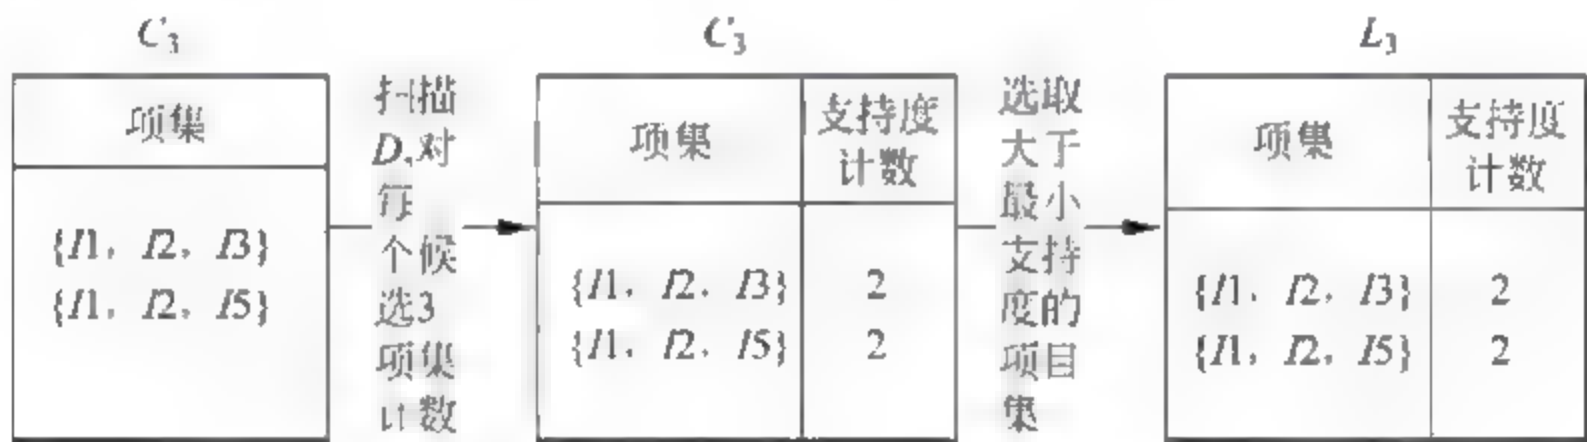 C₃
项集
{I1, I2, I3}
{I1, I2, I5}
扫描
D,对
每
个候
选3
项集
计数
C₃
项集
支持度
计数
{I1, I2, I3} 2
{I1, I2, I5} 2
选取
大于
最小
支持
度的
项目
集
L₃
项集
支持度
计数
{I1, I2, I3} 2
{I1, I2, I5} 2